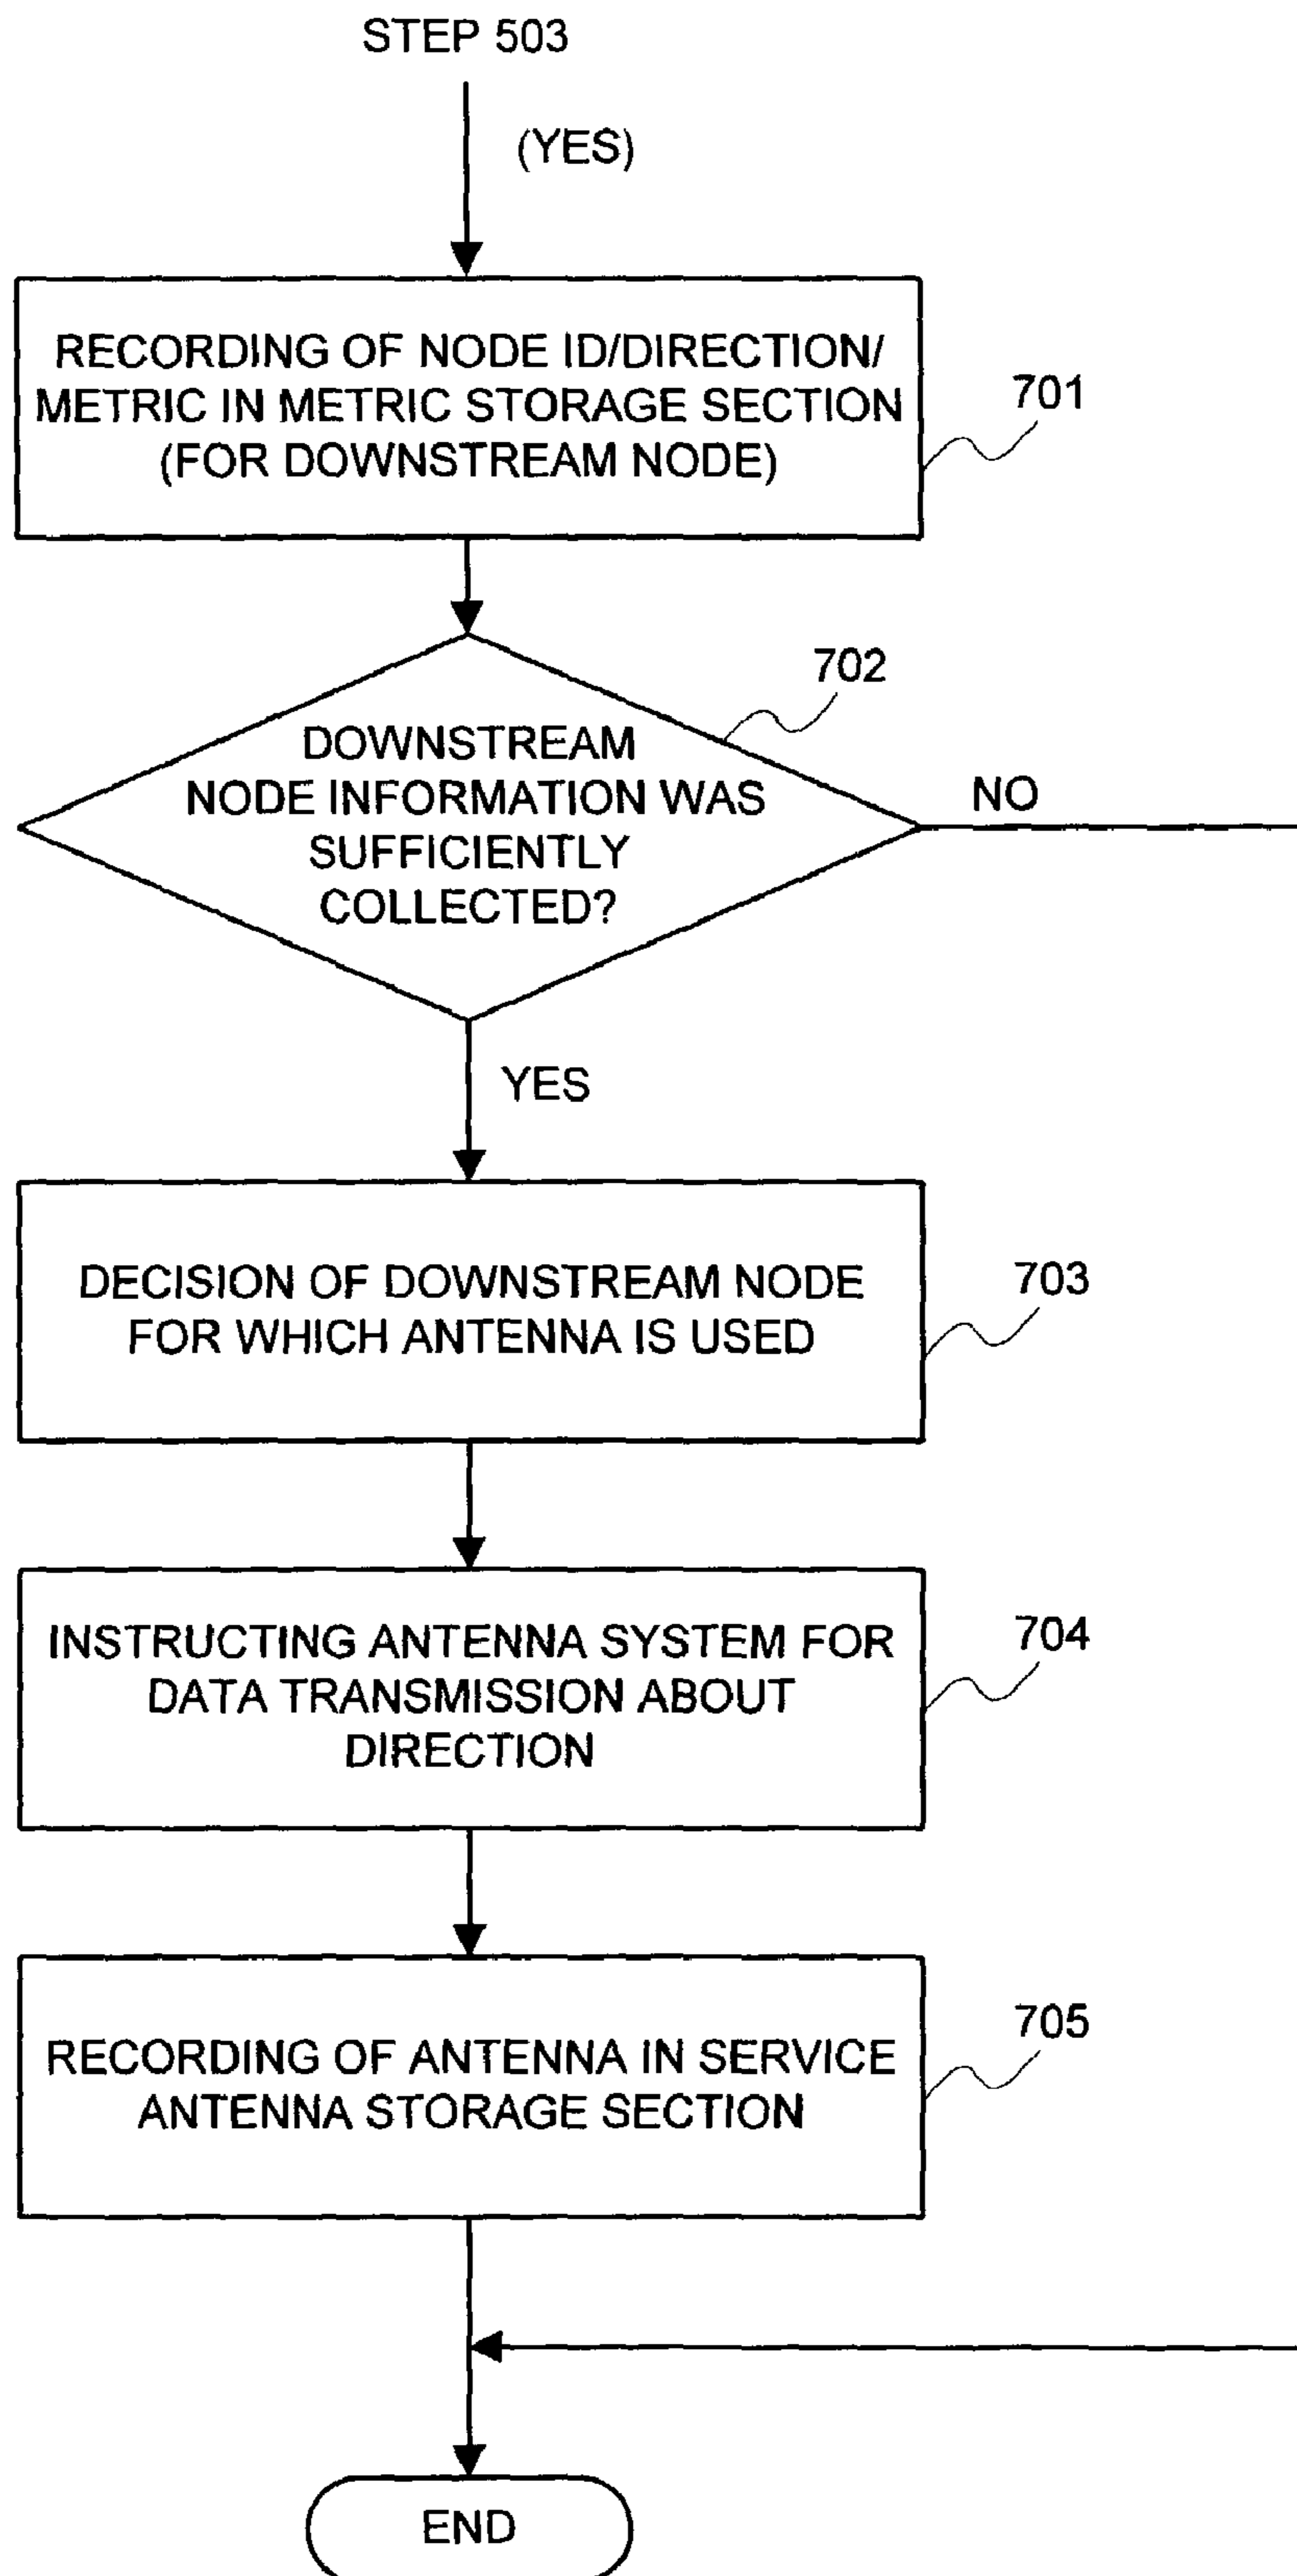 STEP 503
(YES)
RECORDING OF NODE ID/DIRECTION/
METRIC IN METRIC STORAGE SECTION
(FOR DOWNSTREAM NODE)
701
702
DOWNSTREAM
NODE INFORMATION WAS
SUFFICIENTLY
COLLECTED?
NO
YES
DECISION OF DOWNSTREAM NODE
FOR WHICH ANTENNA IS USED
703
INSTRUCTING ANTENNA SYSTEM FOR
DATA TRANSMISSION ABOUT
DIRECTION
704
RECORDING OF ANTENNA IN SERVICE
ANTENNA STORAGE SECTION
705
END